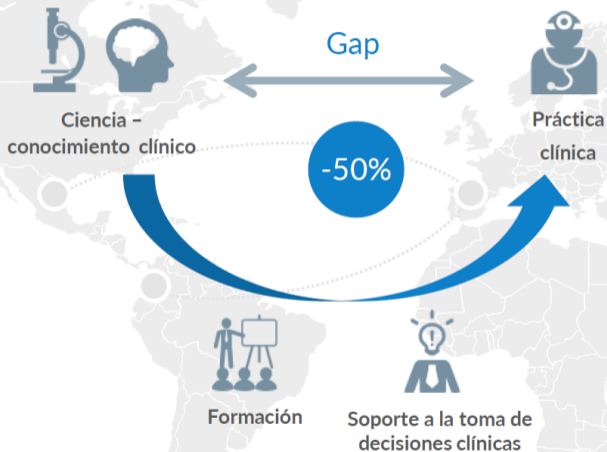 Gap
Ciencia –
conocimiento clínico
Práctica
clínica
-50%
Formación
Soporte a la toma de
decisiones clínicas